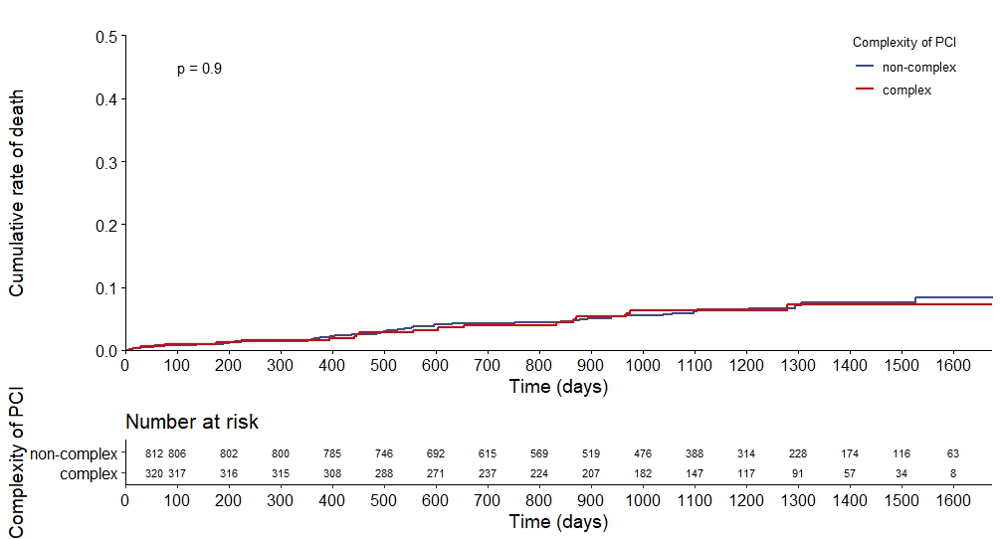 Cumulative rate of death
0.5
0.4
0.3
0.2
0.1
0.0
p = 0.9
Complexity of PCI
non-complex
complex
0 100 200 300 400 500 600 700 800 900 1000 1100 1200 1300 1400 1500 1600
Time (days)
Number at risk
Complexity of PCI
non-complex 812 806 802 800 785 746 692 615 569 519 476 388 314 228 174 116 63
complex 320 317 316 315 308 288 271 237 224 207 182 147 117 91 57 34 8
0 100 200 300 400 500 600 700 800 900 1000 1100 1200 1300 1400 1500 1600
Time (days)